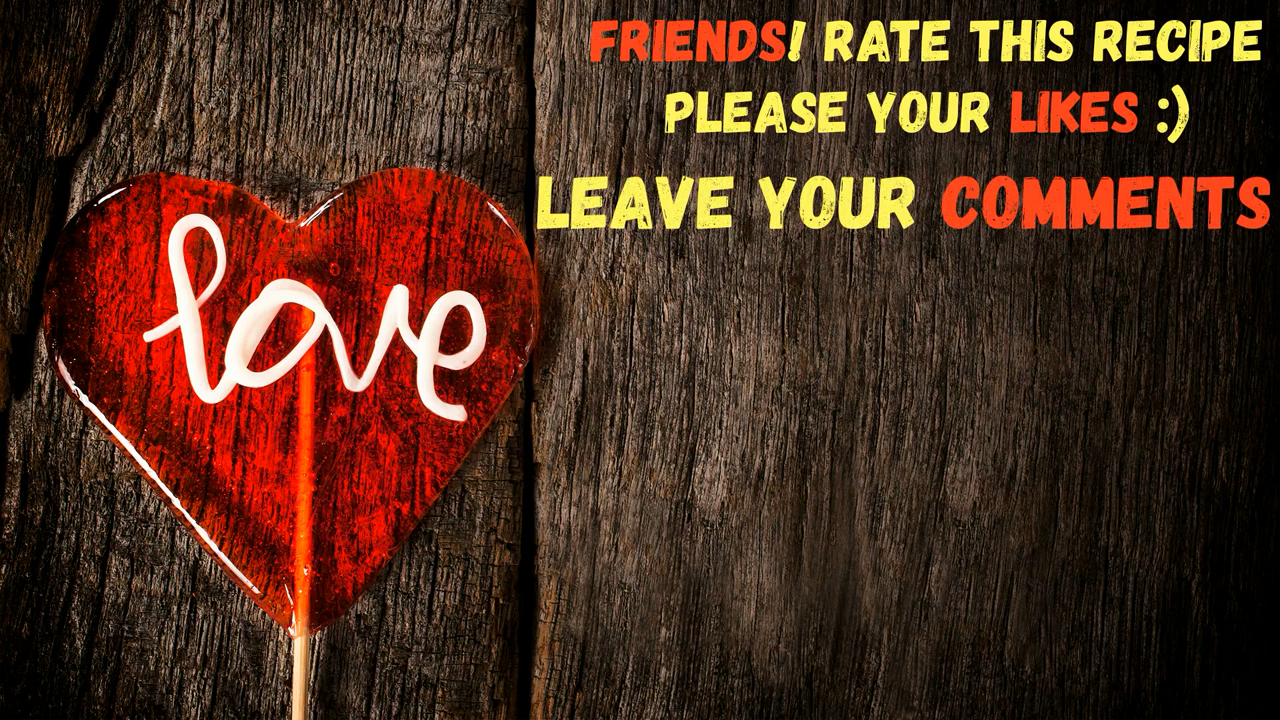 FRIENDS! RATE THIS RECIPE
PLEASE YOUR LIKES :)
LEAVE YOUR COMMENTS
love